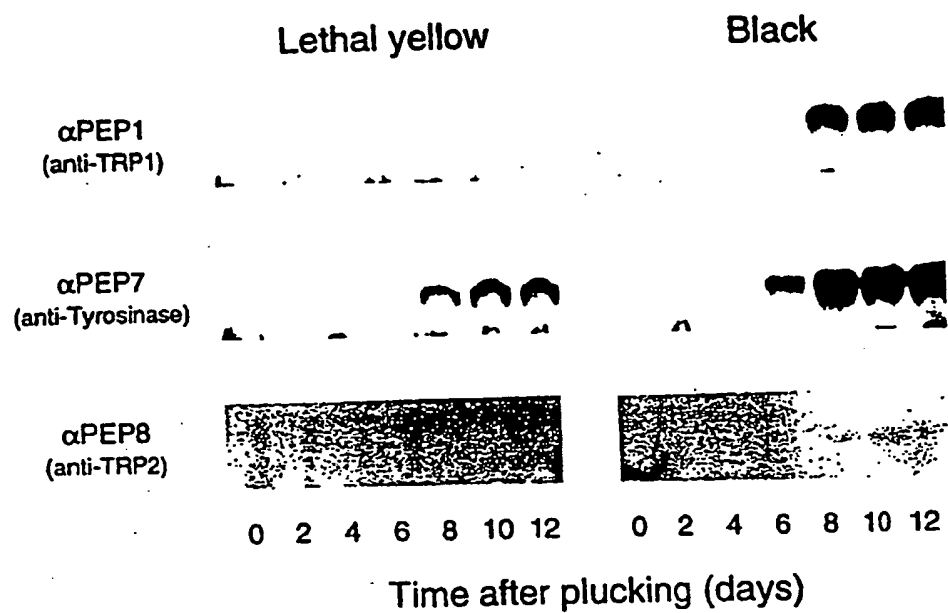 Lethal yellow
Black
αPEP1
(anti-TRP1)
αPEP7
(anti-Tyrosinase)
αPEP8
(anti-TRP2)
0 2 4 6 8 10 12
0 2 4 6 8 10 12
Time after plucking (days)